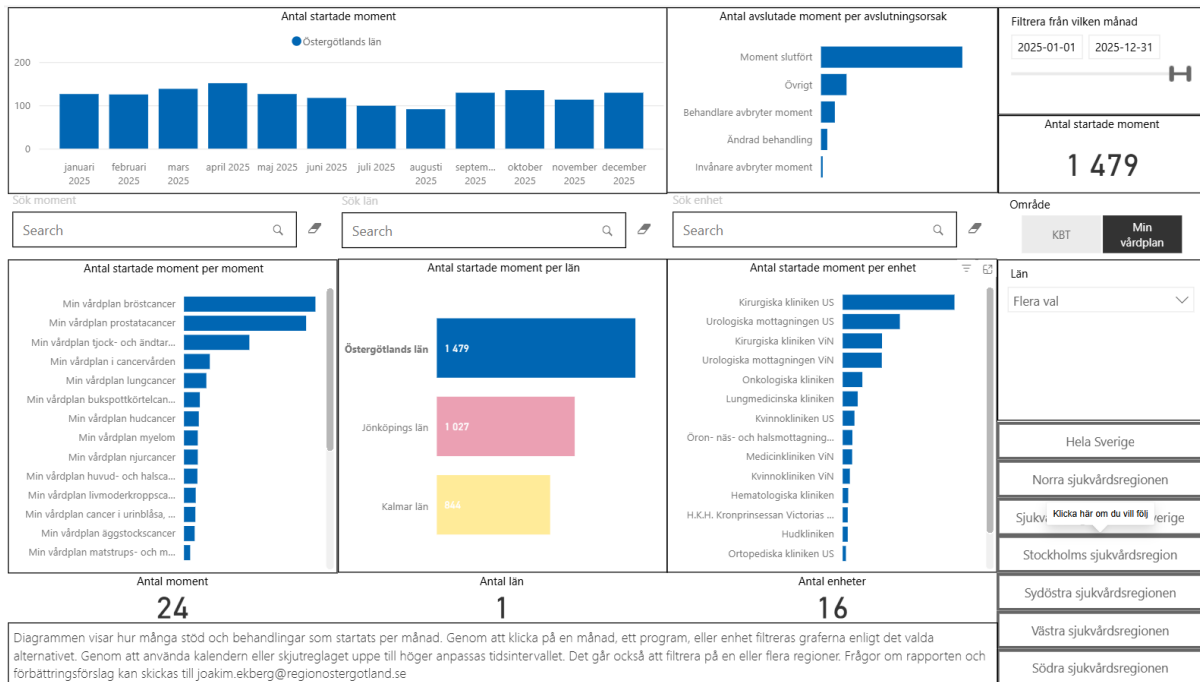 Antal startade moment
Östergötlands län
200
100
0
januari 2025
februari 2025
mars 2025
april 2025
maj 2025
juni 2025
juli 2025
augusti 2025
septem... 2025
oktober 2025
november 2025
december 2025
Antal avslutade moment per avslutningsorsak
Moment slutfört
Övrigt
Behandlare avbryter moment
Ändrad behandling
Invånare avbryter moment
Filtrera från vilken månad
2025-01-01 2025-12-31
Antal startade moment
1 479
Sök moment
Search
Sök län
Search
Sök enhet
Search
Område
KBT
Min vårdplan
Antal startade moment per moment
Min vårdplan bröstcancer
Min vårdplan prostatacancer
Min vårdplan tjock- och ändtar...
Min vårdplan i cancervården
Min vårdplan lungcancer
Min vårdplan bukspottkörtelcan...
Min vårdplan hudcancer
Min vårdplan myelom
Min vårdplan njurcancer
Min vårdplan huvud- och halsca...
Min vårdplan livmoderkroppsca...
Min vårdplan cancer i urinblåsa, ...
Min vårdplan äggstockscancer
Min vårdplan matstrups- och m...
Antal startade moment per län
Östergötlands län 1 479
Jönköpings län 1 027
Kalmar län 844
Antal startade moment per enhet
Kirurgiska kliniken US
Urologiska mottagningen US
Kirurgiska kliniken ViN
Urologiska mottagningen ViN
Onkologiska kliniken
Lungmedicinska kliniken
Kvinnokliniken US
Öron- näs- och halsmottagning...
Medicinkliniken ViN
Kvinnokliniken ViN
Hematologiska kliniken
H.K.H. Kronprinsessan Victorias ...
Hudkliniken
Ortopediska kliniken US
Län
Flera val
Hela Sverige
Norra sjukvårdsregionen
Klicka här om du vill följ
Stockholms sjukvårdsregion
Sydöstra sjukvårdsregionen
Västra sjukvårdsregionen
Södra sjukvårdsregionen
Antal moment
24
Antal län
1
Antal enheter
16
Diagrammen visar hur många stöd och behandlingar som startats per månad. Genom att klicka på en månad, ett program, eller enhet filtreras graferna enligt det valda
alternativet. Genom att använda kalendern eller skjutreglaget uppe till höger anpassas tidsintervallet. Det går också att filtrera på en eller flera regioner. Frågor om rapporten och
förbättringsförslag kan skickas till joakim.ekberg@regionostergotland.se